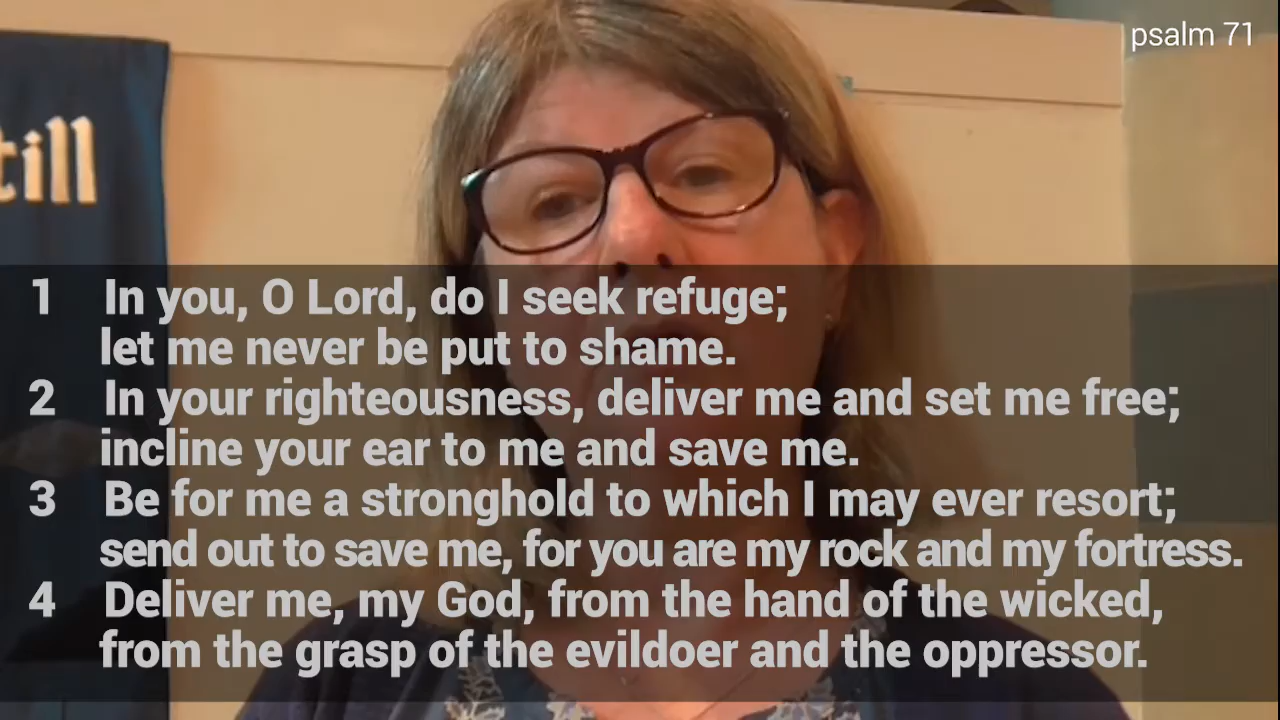 psalm 71
till
1 In you, O Lord, do I seek refuge;
let me never be put to shame.
2 In your righteousness, deliver me and set me free;
incline your ear to me and save me.
3 Be for me a stronghold to which I may ever resort;
send out to save me, for you are my rock and my fortress.
4 Deliver me, my God, from the hand of the wicked,
from the grasp of the evildoer and the oppressor.